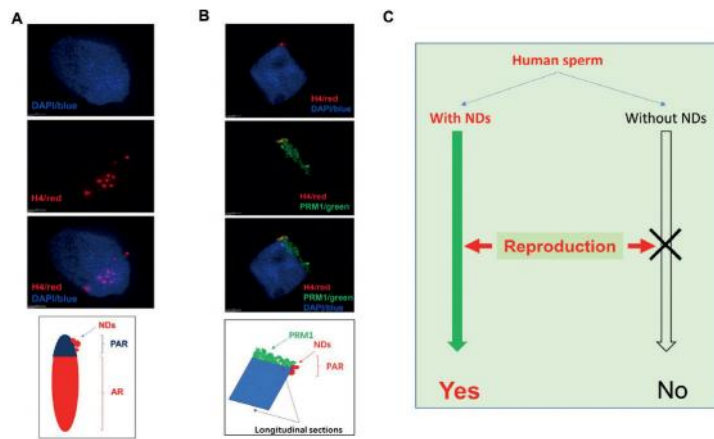 A
DAPI/blue
H4/red
H4/red
DAPI/blue
NDs
PAR
AR
B
H4/red
DAPI/blue
H4/red
PRM1/green
H4/red
PRM1/green
DAPI/blue
PRM1
NDs
PAR
Longitudinal sections
C
Human sperm
With NDs
Without NDs
Reproduction
Yes
No